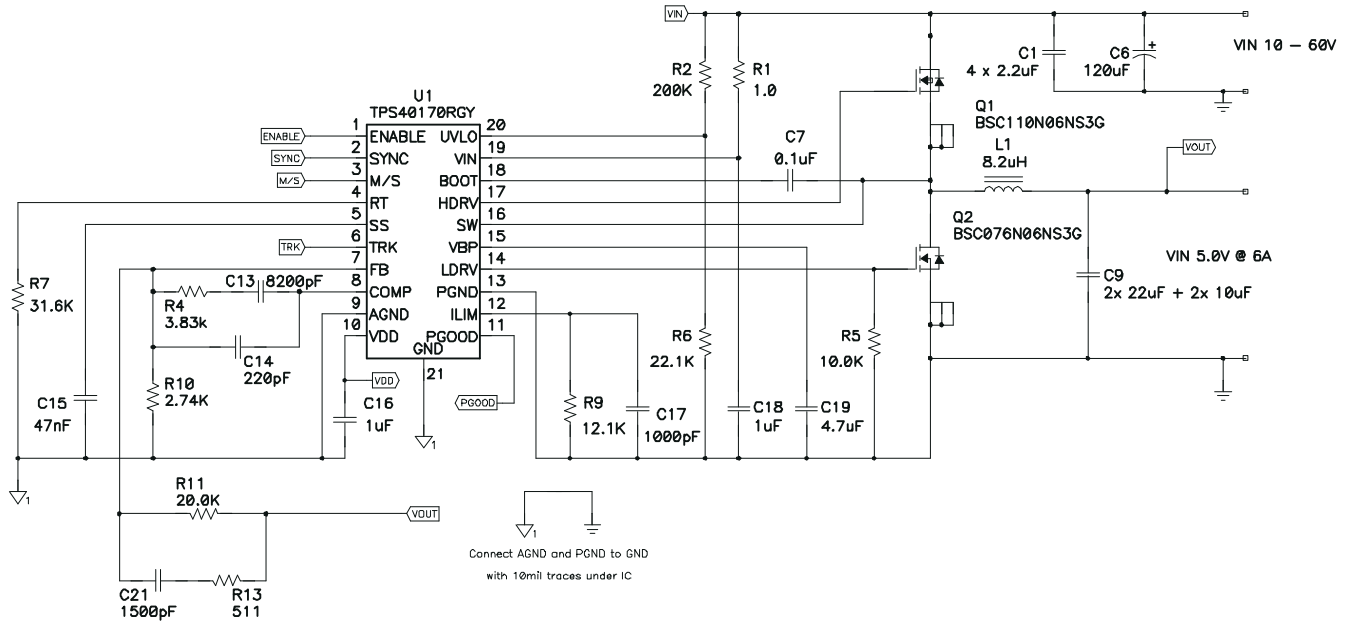 VIN
VIN 10 – 60V
R2
200K
R1
1.0
C1
4 x 2.2uF
C6
120uF
+
Q1
BSC110N06NS3G
U1
TPS40170RGY
ENABLE
1
ENABLE
UVLO
20
SYNC
2
SYNC
VIN
19
M/S
3
M/S
BOOT
18
4
RT
HDRV
17
5
SS
SW
16
TRK
6
TRK
VBP
15
7
FB
LDRV
14
8
COMP
PGND
13
9
AGND
ILIM
12
10
VDD
PGOOD
11
GND
21
C7
0.1uF
L1
8.2uH
VOUT
Q2
BSC076N06NS3G
VIN 5.0V @ 6A
C9
2x 22uF + 2x 10uF
R7
31.6K
C13
8200pF
R4
3.83k
C14
220pF
R10
2.74K
C15
47nF
VDD
C16
1uF
PGOOD
1
R9
12.1K
C17
1000pF
R6
22.1K
C18
1uF
C19
4.7uF
R5
10.0K
1
R11
20.0K
VOUT
C21
1500pF
R13
511
1
Connect AGND and PGND to GND
with 10mil traces under IC